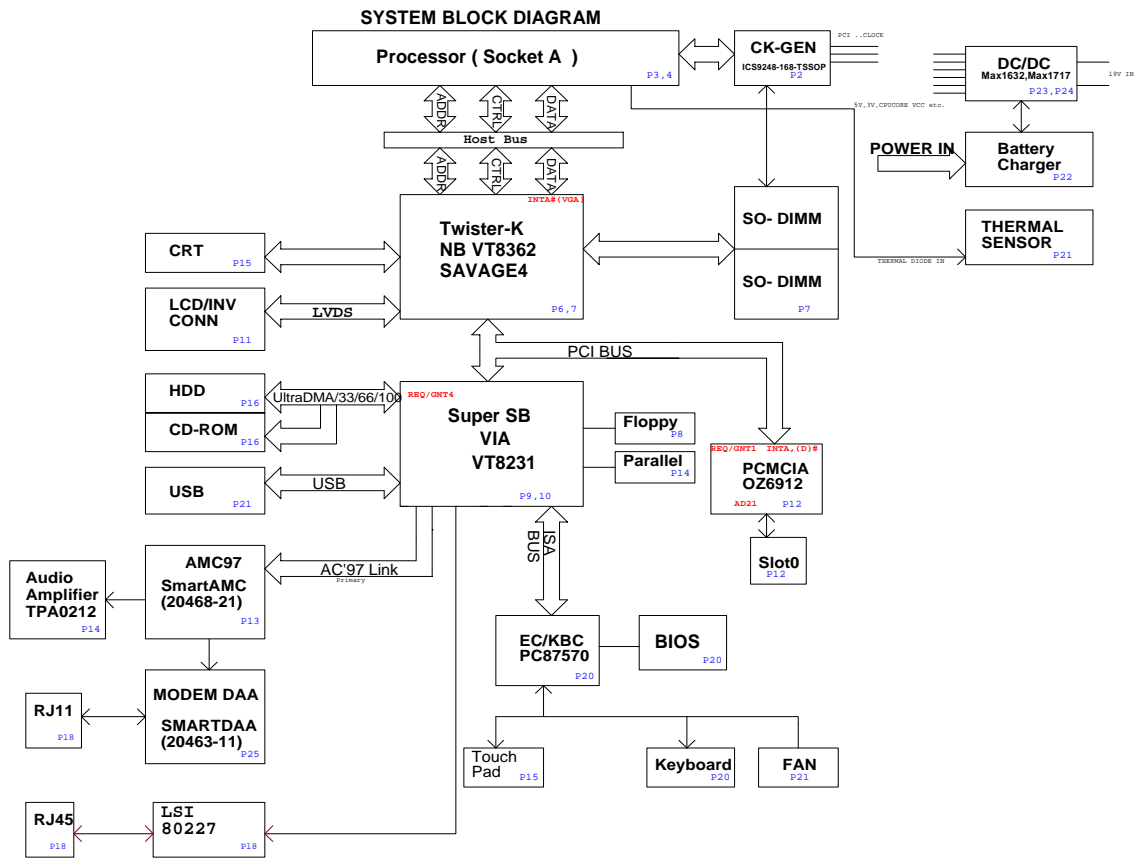 SYSTEM BLOCK DIAGRAM
Processor ( Socket A )
P3,4
CK-GEN
ICS9248-168-TSSOP
P2
PCI ..CLOCK
DC/DC
Max1632,Max1717
P23,P24
19V IN
5V,3V,CPUCORE VCC etc.
ADDR
CTRL
DATA
Host Bus
ADDR
CTRL
DATA
POWER IN
Battery
Charger
P22
INTA#(VGA)
Twister-K
NB VT8362
SAVAGE4
P6,7
SO- DIMM
SO- DIMM
P7
THERMAL
SENSOR
P21
THERMAL DIODE IN
CRT
P15
LCD/INV
CONN
P11
LVDS
PCI BUS
HDD
P16
CD-ROM
P16
UltraDMA/33/66/100
REQ/GNT4
Super SB
VIA
VT8231
P9,10
Floppy
P8
Parallel
P14
REQ/GNT1 INTA,(D)#
PCMCIA
OZ6912
AD21
P12
USB
P21
USB
Slot0
P12
ISA
BUS
AC'97 Link
Primary
AMC97
SmartAMC
(20468-21)
P13
Audio
Amplifier
TPA0212
P14
EC/KBC
PC87570
P20
BIOS
P20
MODEM DAA
SMARTDAA
(20463-11)
P25
RJ11
P18
Touch
Pad
P15
Keyboard
P20
FAN
P21
RJ45
P18
LSI
80227
P18